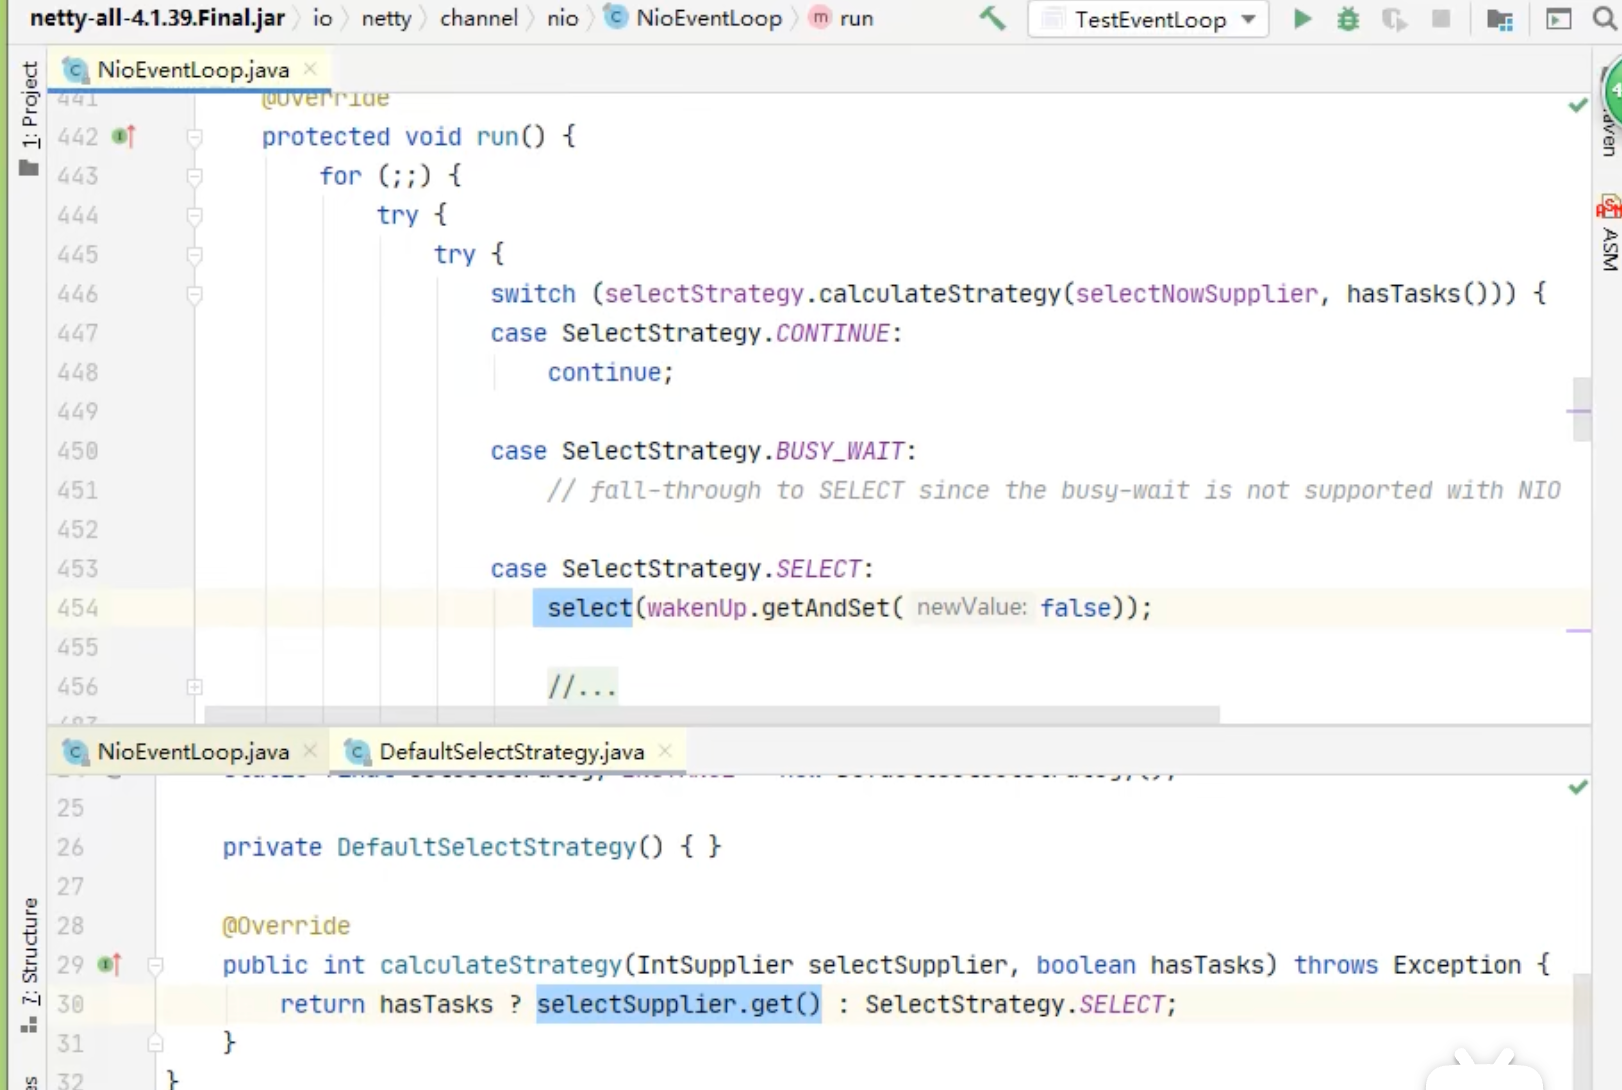 netty-all-4.1.39.Final.jar io netty channel nio NioEventLoop run TestEventLoop
1: Project
NioEventLoop.java
441 @Override
442 protected void run() {
443 for (;;) {
444 try {
445 try {
446 switch (selectStrategy.calculateStrategy(selectNowSupplier, hasTasks())) {
447 case SelectStrategy.CONTINUE:
448 continue;
449
450 case SelectStrategy.BUSY_WAIT:
451 // fall-through to SELECT since the busy-wait is not supported with NIO
452
453 case SelectStrategy.SELECT:
454 select(wakenUp.getAndSet( newValue: false));
455
456 //...
ASM
NioEventLoop.java DefaultSelectStrategy.java
25
26 private DefaultSelectStrategy() { }
27
28 @Override
29 public int calculateStrategy(IntSupplier selectSupplier, boolean hasTasks) throws Exception {
30 return hasTasks ? selectSupplier.get() : SelectStrategy.SELECT;
31 }
32 }
7: Structure